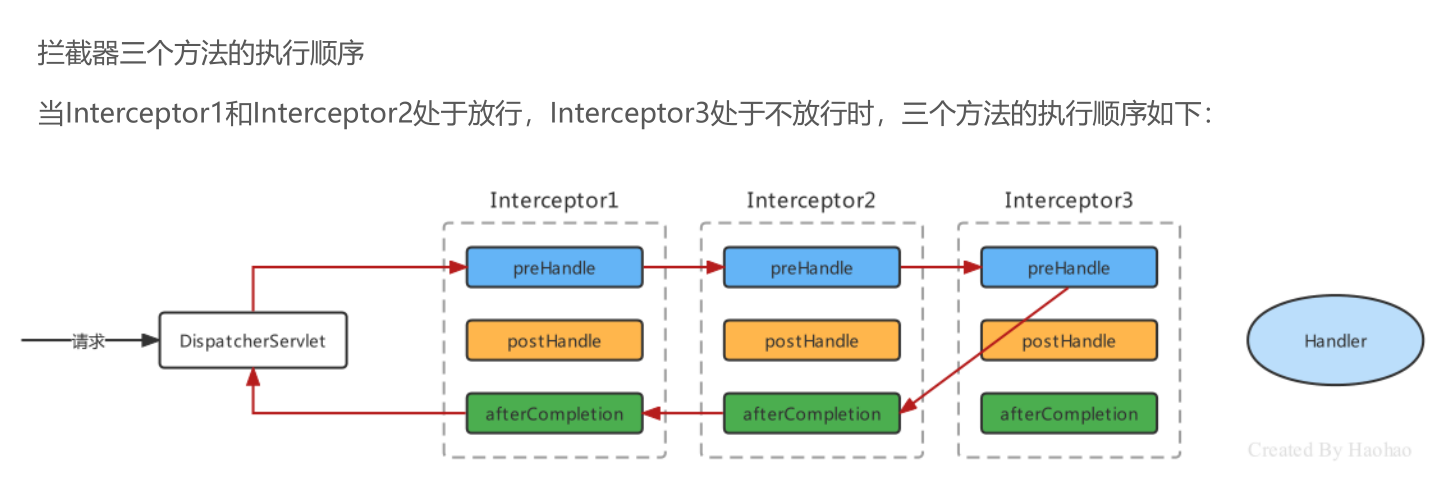 拦截器三个方法的执行顺序
当Interceptor1和Interceptor2处于放行，Interceptor3处于不放行时，三个方法的执行顺序如下：
Interceptor1 Interceptor2 Interceptor3
preHandle preHandle preHandle
请求 DispatcherServlet postHandle postHandle postHandle Handler
afterCompletion afterCompletion afterCompletion
Created By Haohao